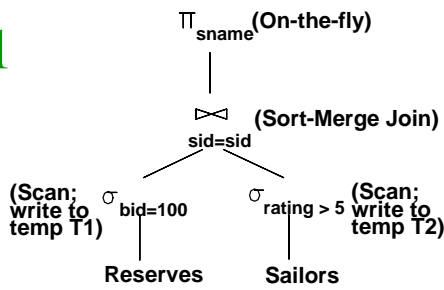 π sname (On-the-fly)
⋈ (Sort-Merge Join)
sid=sid
(Scan; write to temp T1) σ bid=100
σ rating > 5 (Scan; write to temp T2)
Reserves Sailors